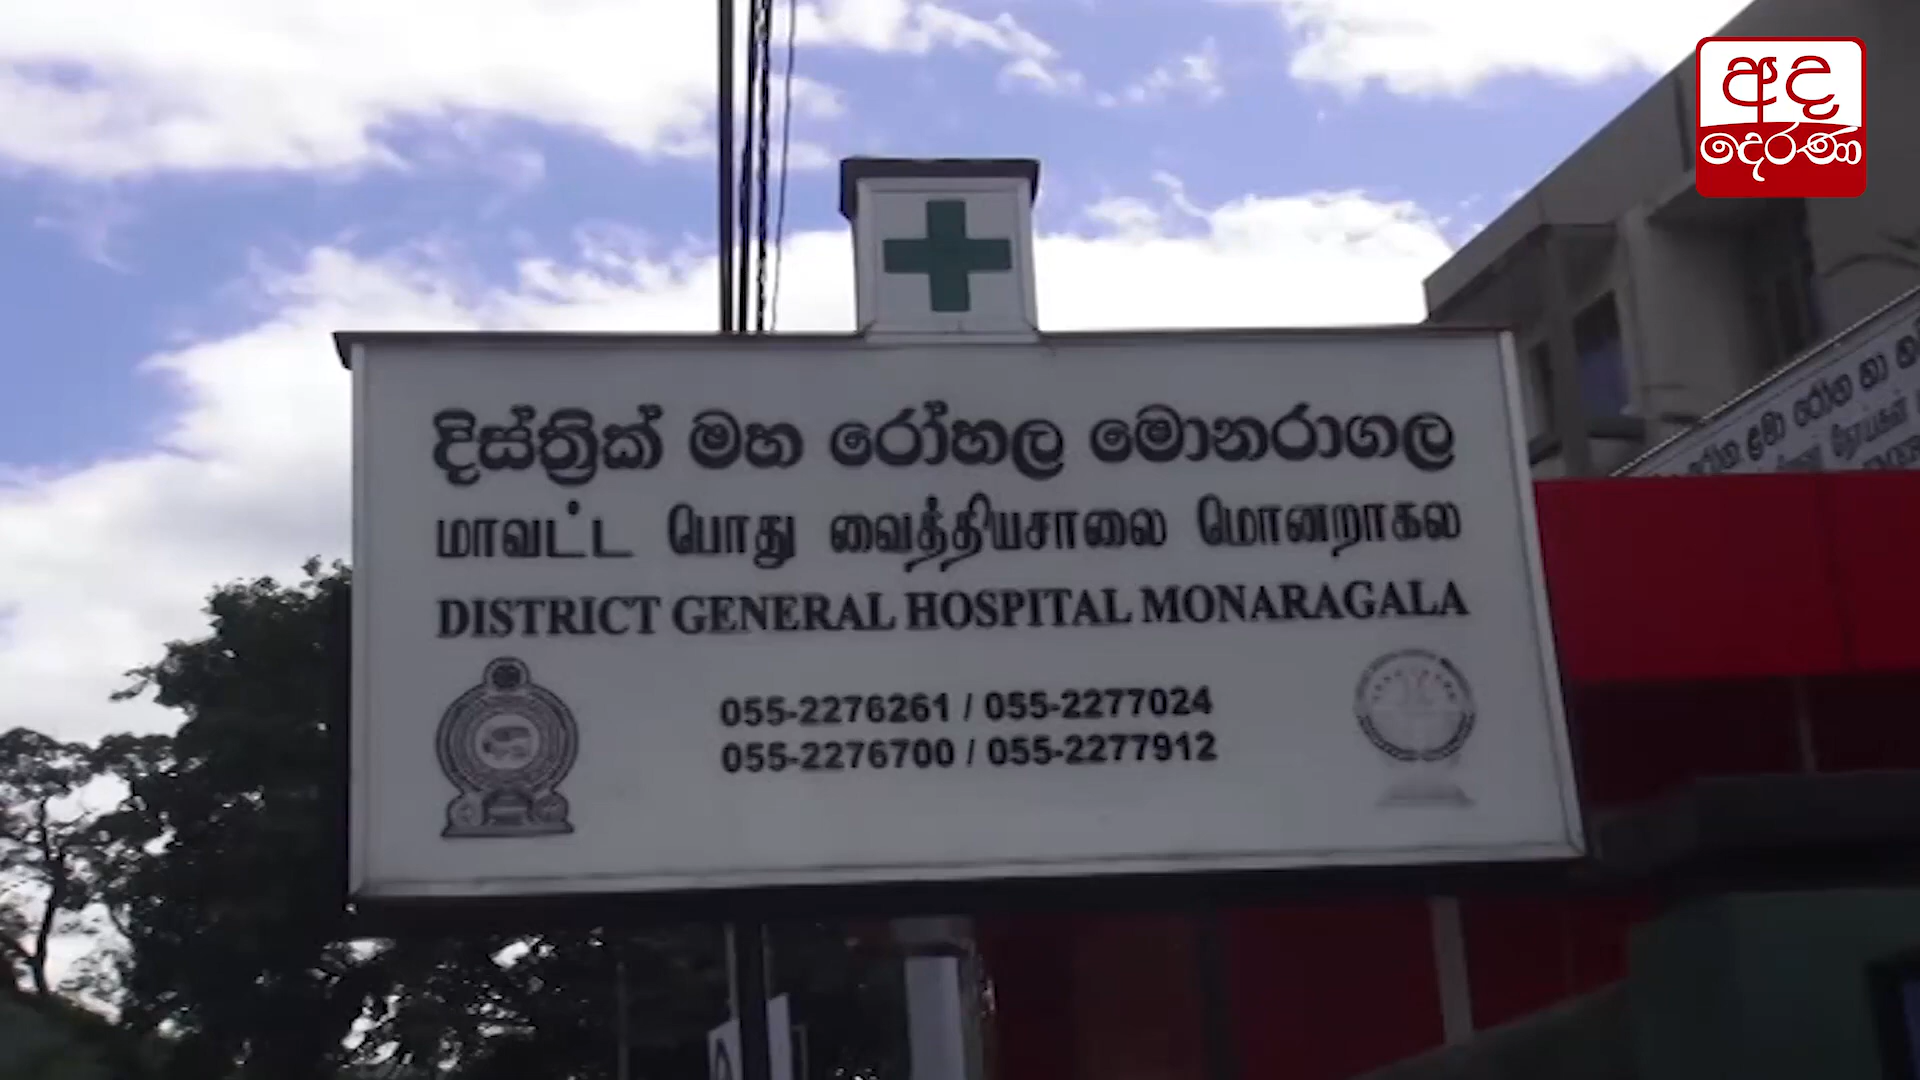 අද
දෙරණ
දිස්ත්‍රික් මහ රෝහල මොනරාගල
மாவட்ட பொது வைத்தியசாலை மொனறாகல
DISTRICT GENERAL HOSPITAL MONARAGALA
055-2276261 / 055-2277024
055-2276700 / 055-2277912